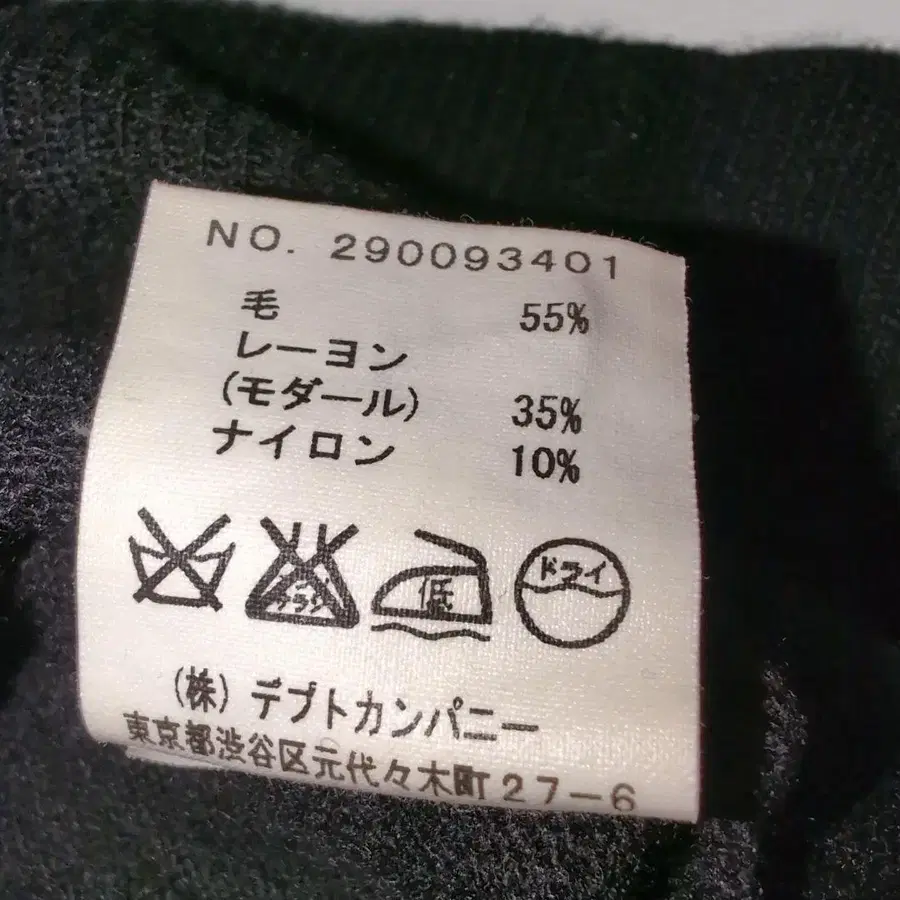 NO. 290093401
毛 55%
レーヨン
(モダール) 35%
ナイロン 10%
低 ドライ
(株) デプトカンパニー
東京都渋谷区元代々木町27-6